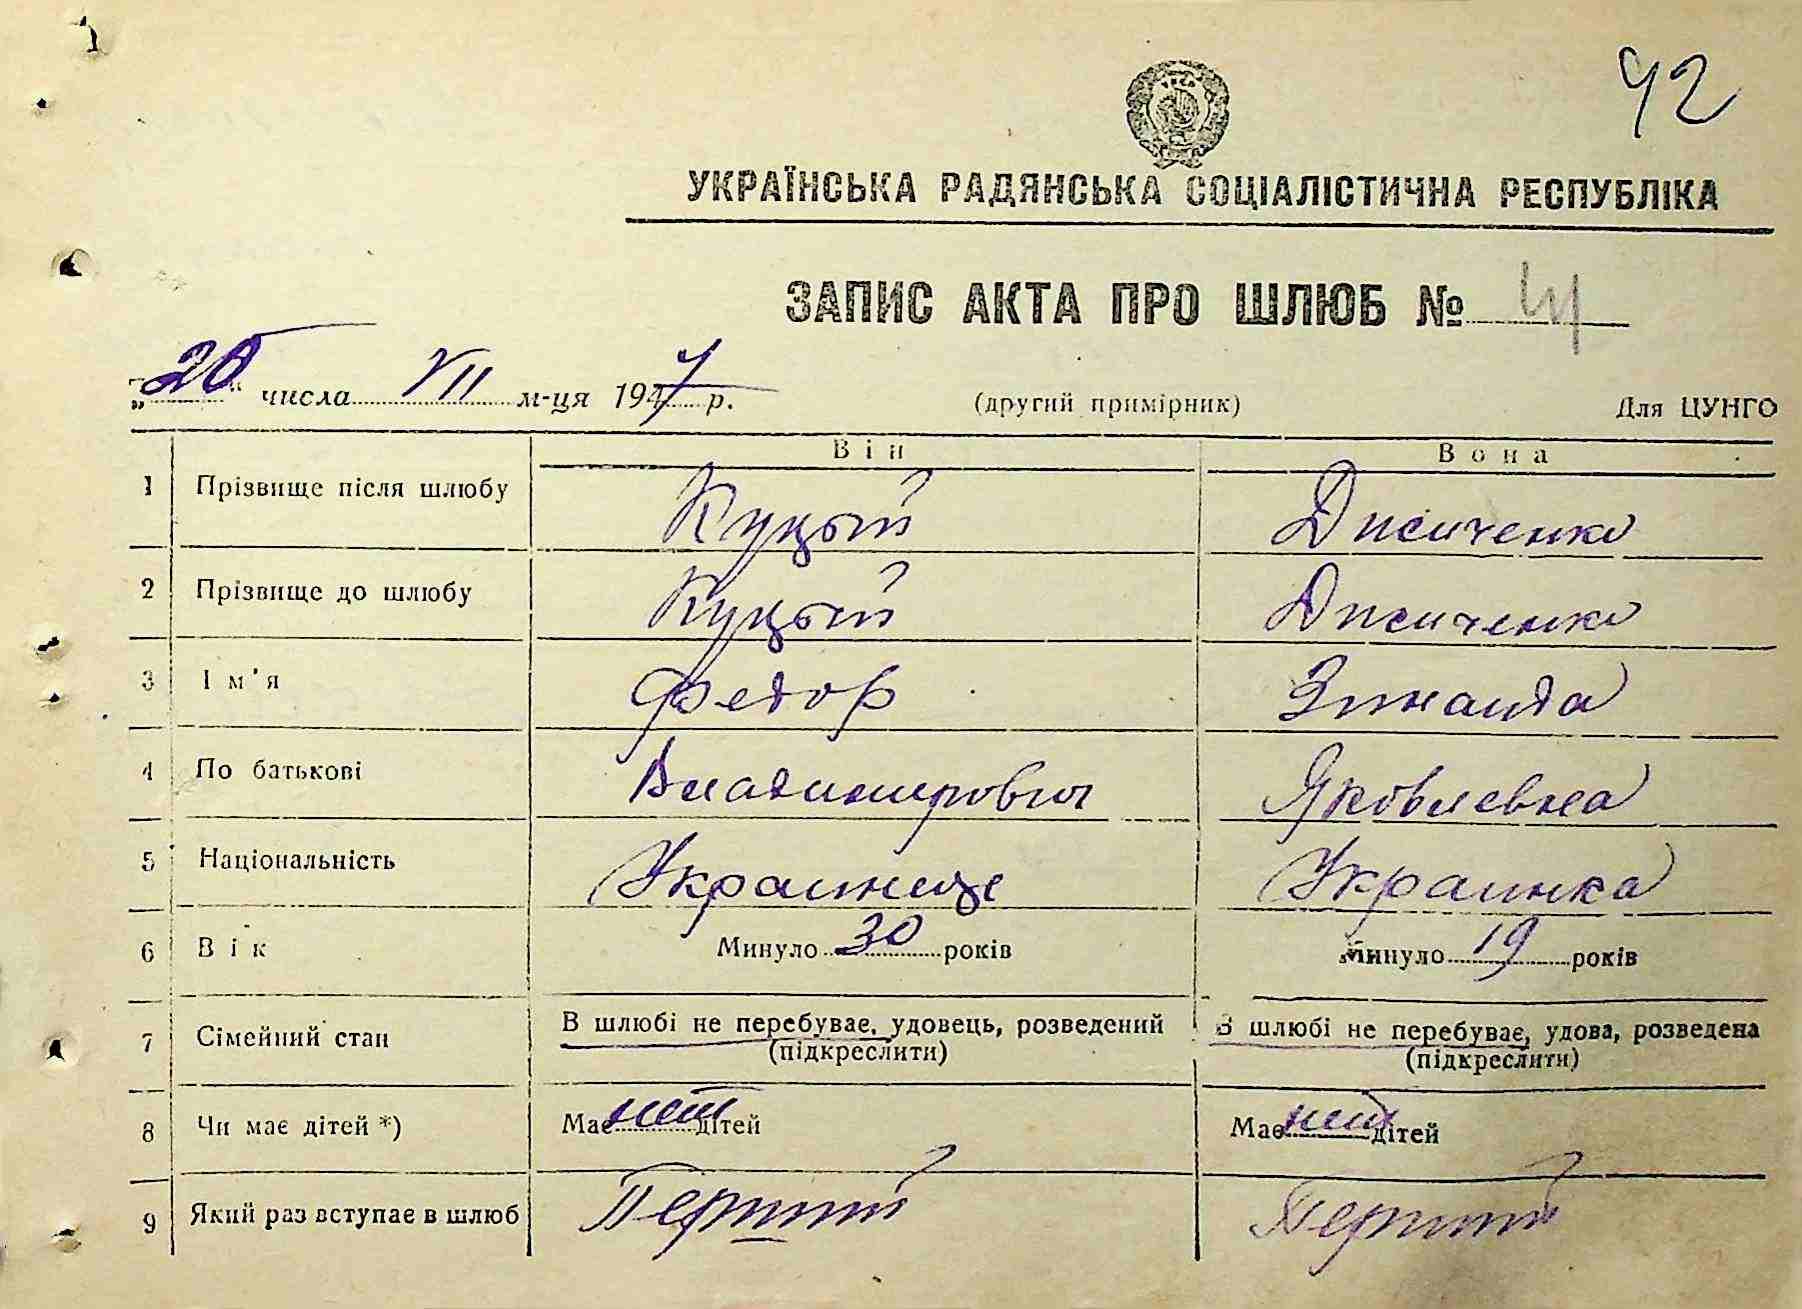 42
УКРАЇНСЬКА РАДЯНСЬКА СОЦІАЛІСТИЧНА РЕСПУБЛІКА
ЗАПИС АКТА ПРО ШЛЮБ № 41
„20“ числа VII м-ця 1947 р. (другий примірник) Для ЦУНГО
Він Вона
1 Прізвище після шлюбу Куцый Дисиченко
2 Прізвище до шлюбу Куцый Дисиченко
3 Ім'я Федор Зинаида
4 По батькові Владимирович Яковлевна
5 Національність Украинец Украинка
6 Вік Минуло 30 років Минуло 19 років
7 Сімейний стан В шлюбі не перебуває, удовець, розведений В шлюбі не перебуває, удова, розведена
(підкреслити) (підкреслити)
8 Чи має дітей *) Має нет дітей Має нет дітей
9 Який раз вступає в шлюб Первый Первый